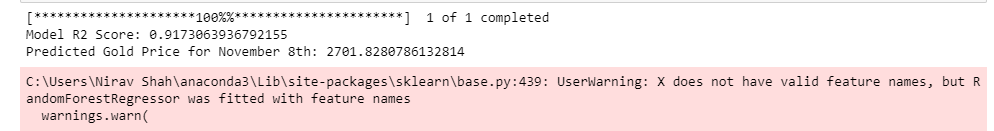 [*********************100%%**********************]  1 of 1 completed
Model R2 Score: 0.9173063936792155
Predicted Gold Price for November 8th: 2701.8280786132814
C:\Users\Nirav Shah\anaconda3\Lib\site-packages\sklearn\base.py:439: UserWarning: X does not have valid feature names, but R
andomForestRegressor was fitted with feature names
  warnings.warn(